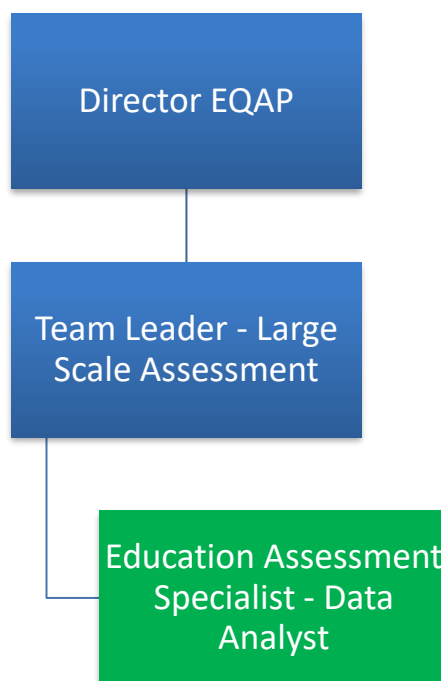 Director EQAP
Team Leader - Large
Scale Assessment
Education Assessment
Specialist - Data
Analyst